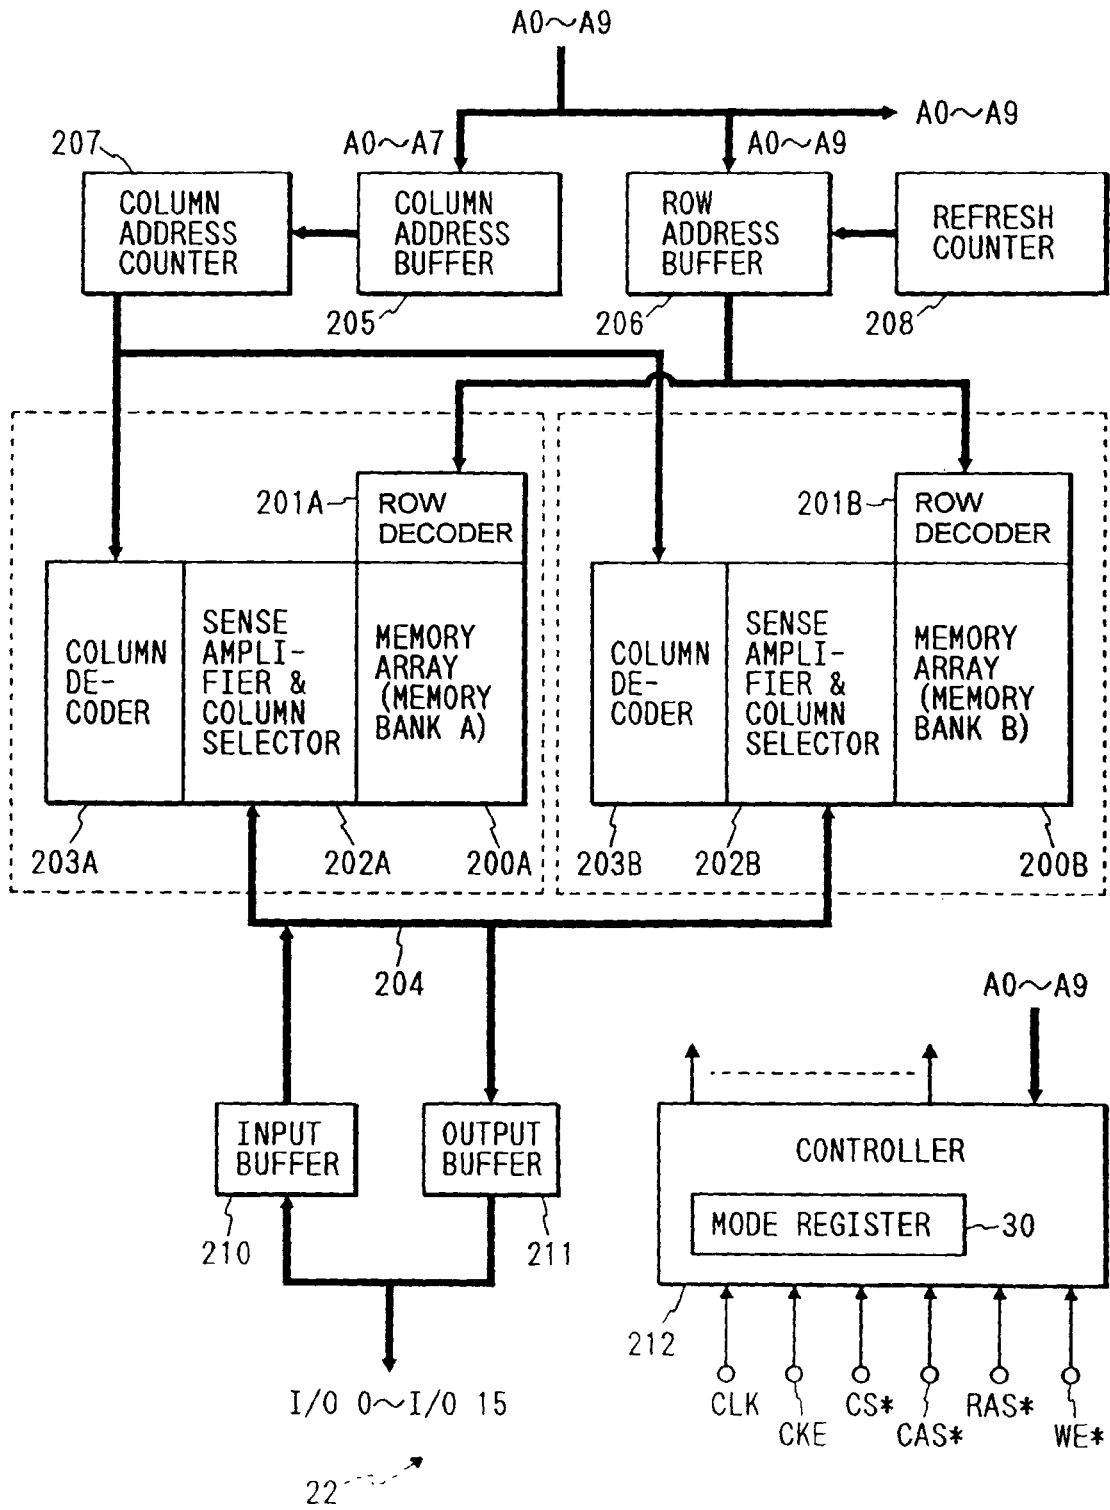 A0～A9
A0～A9
207
A0～A7
A0～A9
COLUMN
ADDRESS
COUNTER
COLUMN
ADDRESS
BUFFER
ROW
ADDRESS
BUFFER
REFRESH
COUNTER
205
206
208
201A
ROW
DECODER
201B
ROW
DECODER
COLUMN
DE-
CODER
SENSE
AMPLI-
FIER &
COLUMN
SELECTOR
MEMORY
ARRAY
(MEMORY
BANK A)
COLUMN
DE-
CODER
SENSE
AMPLI-
FIER &
COLUMN
SELECTOR
MEMORY
ARRAY
(MEMORY
BANK B)
203A
202A
200A
203B
202B
200B
204
A0～A9
INPUT
BUFFER
OUTPUT
BUFFER
CONTROLLER
MODE REGISTER
30
210
211
212
I/O 0～I/O 15
CLK
CKE
CS*
CAS*
RAS*
WE*
22